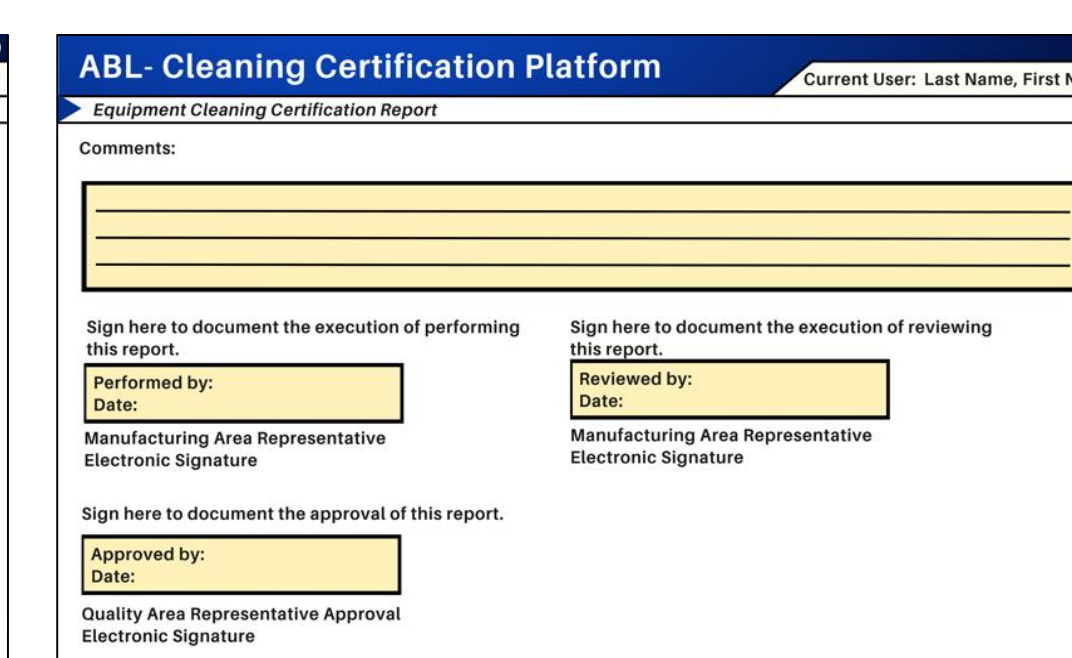 ABL- Cleaning Certification Platform
Current User: Last Name, First
Equipment Cleaning Certification Report
Comments:
Sign here to document the execution of performing
this report.
Performed by:
Date:
Manufacturing Area Representative
Electronic Signature
Sign here to document the execution of reviewing
this report.
Reviewed by:
Date:
Manufacturing Area Representative
Electronic Signature
Sign here to document the approval of this report.
Approved by:
Date:
Quality Area Representative Approval
Electronic Signature